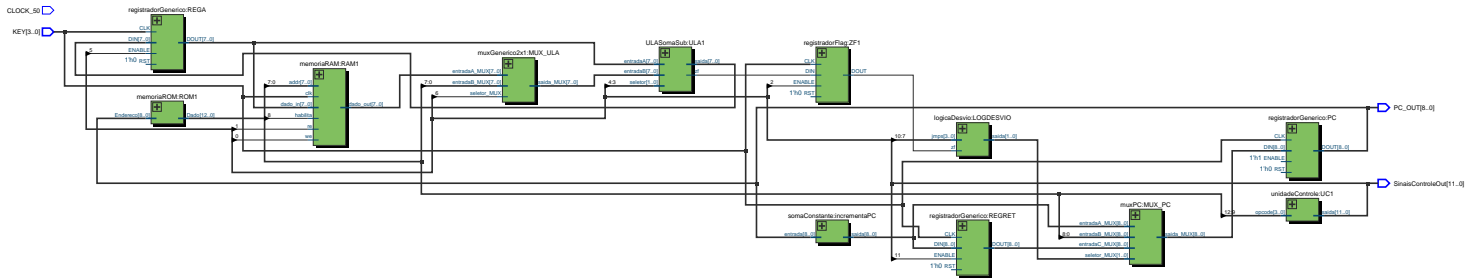 CLOCK_50
KEY[3..0]
registradorGenerico:REGA
CLK
DIN[7..0]
DOUT[7..0]
ENABLE
1'h0 RST
5
memoriaROM:ROM1
Endereco[8..0]
Dado[12..0]
memoriaRAM:RAM1
7:0
addr[7..0]
clk
dado_in[7..0]
dado_out[7..0]
8
habilita
1
re
0
we
muxGenerico2x1:MUX_ULA
entradaA_MUX[7..0]
7:0
entradaB_MUX[7..0]
saida_MUX[7..0]
6
seletor_MUX
ULASomaSub:ULA1
entradaA[7..0]
saida[7..0]
entradaB[7..0]
zf
4:3
seletor[1..0]
registradorFlag:ZF1
CLK
DIN
DOUT
2
ENABLE
1'h0 RST
logicaDesvio:LOGDESVIO
10:7
jmps[3..0]
saida[1..0]
zf
somaConstante:incrementaPC
entrada[8..0]
saida[8..0]
registradorGenerico:REGRET
CLK
DIN[8..0]
DOUT[8..0]
11
ENABLE
1'h0 RST
muxPC:MUX_PC
entradaA_MUX[8..0]
8:0
entradaB_MUX[8..0]
saida_MUX[8..0]
entradaC_MUX[8..0]
seletor_MUX[1..0]
registradorGenerico:PC
CLK
DIN[8..0]
DOUT[8..0]
1'h1 ENABLE
1'h0 RST
unidadeControle:UC1
12:9
opcode[3..0]
saida[11..0]
PC_OUT[8..0]
SinaisControleOut[11..0]